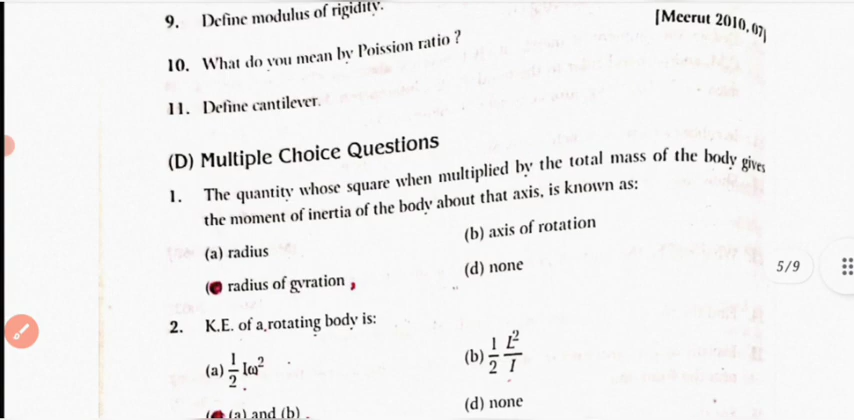 9. Define modulus of rigidity.
[Meerut 2010, 07]
10. What do you mean by Poission ratio ?
11. Define cantilever.
(D) Multiple Choice Questions
1. The quantity whose square when multiplied by the total mass of the body gives
the moment of inertia of the body about that axis, is known as:
(a) radius
(b) axis of rotation
( radius of gyration
(d) none
5/9
2. K.E. of a rotating body is:
(a) 1/2 Iω²
(b) 1/2 L²/I
( (a) and (b)
(d) none